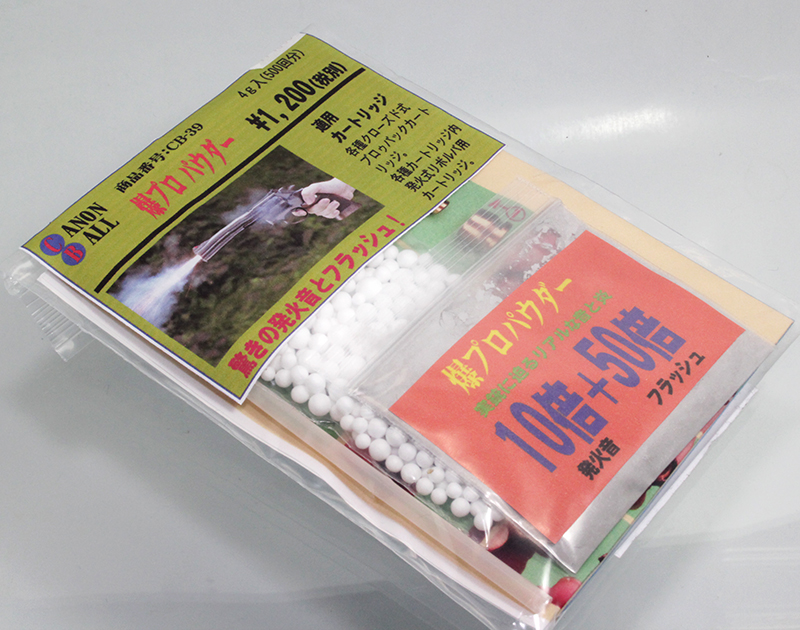 CANON
BALL
商品番号:CB-39
4g入(500回分)
爆プロパウダー
¥1,200(税別)
適用
カートリッジ
各種クローズド式
ブロゥバックカート
リッジ。
各種カートリッジ内
発火式リボルバ用
カートリッジ。
驚きの発火音とフラッシュ!
爆プロパウダー
10倍+50倍
発火音
フラッシュ